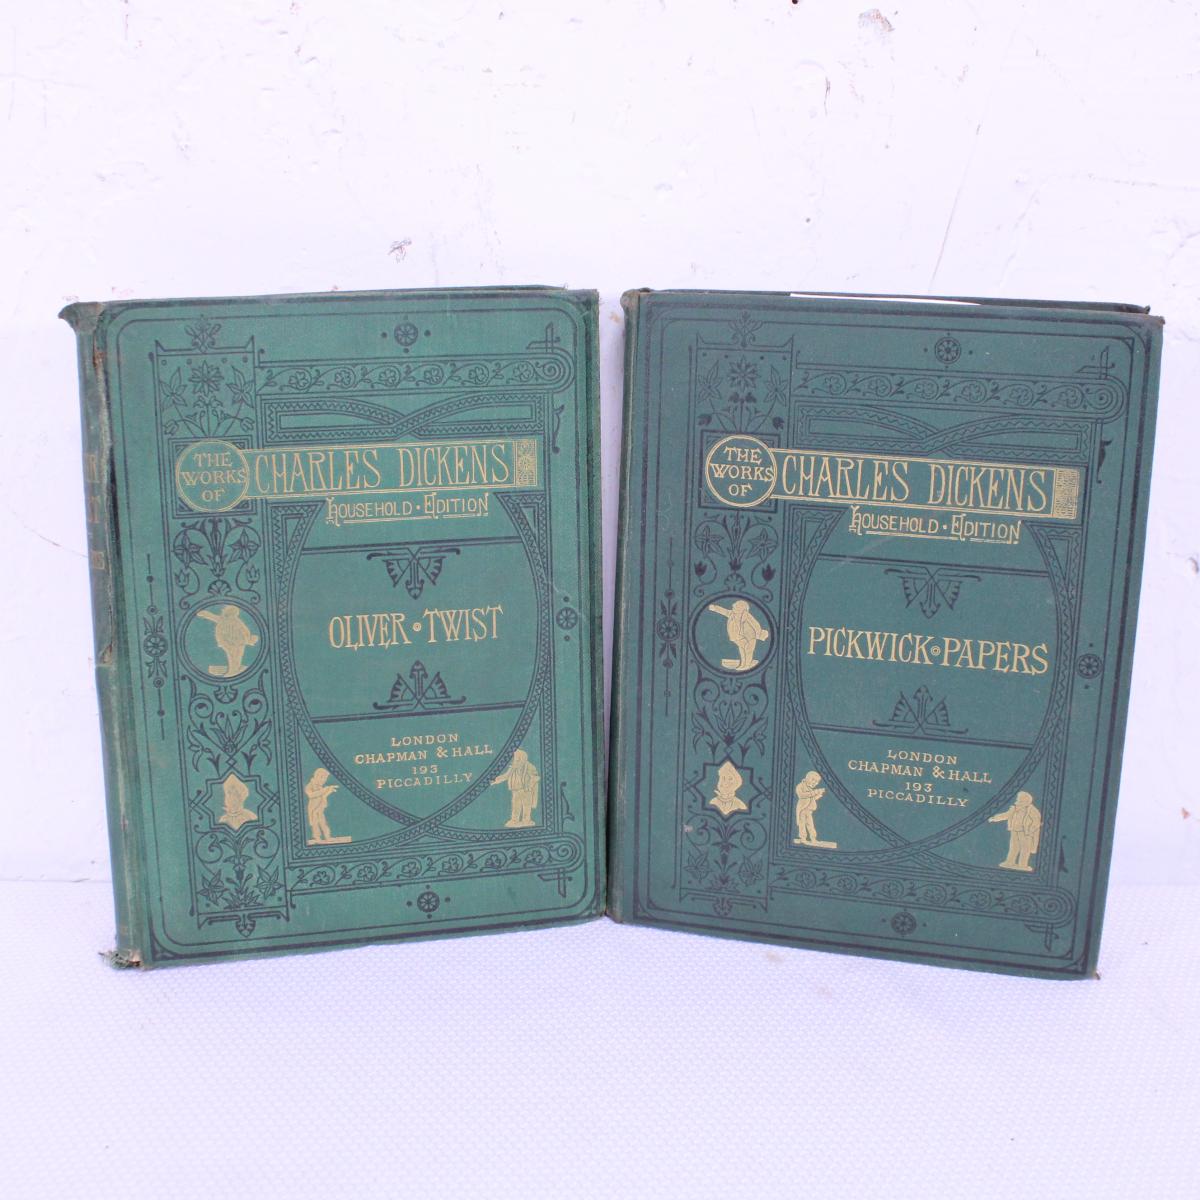 THE
WORKS
OF
CHARLES DICKENS
HOUSEHOLD · EDITION
OLIVER · TWIST
LONDON
CHAPMAN & HALL
193
PICCADILLY
THE
WORKS
OF
CHARLES DICKENS
HOUSEHOLD · EDITION
PICKWICK · PAPERS
LONDON
CHAPMAN & HALL
193
PICCADILLY